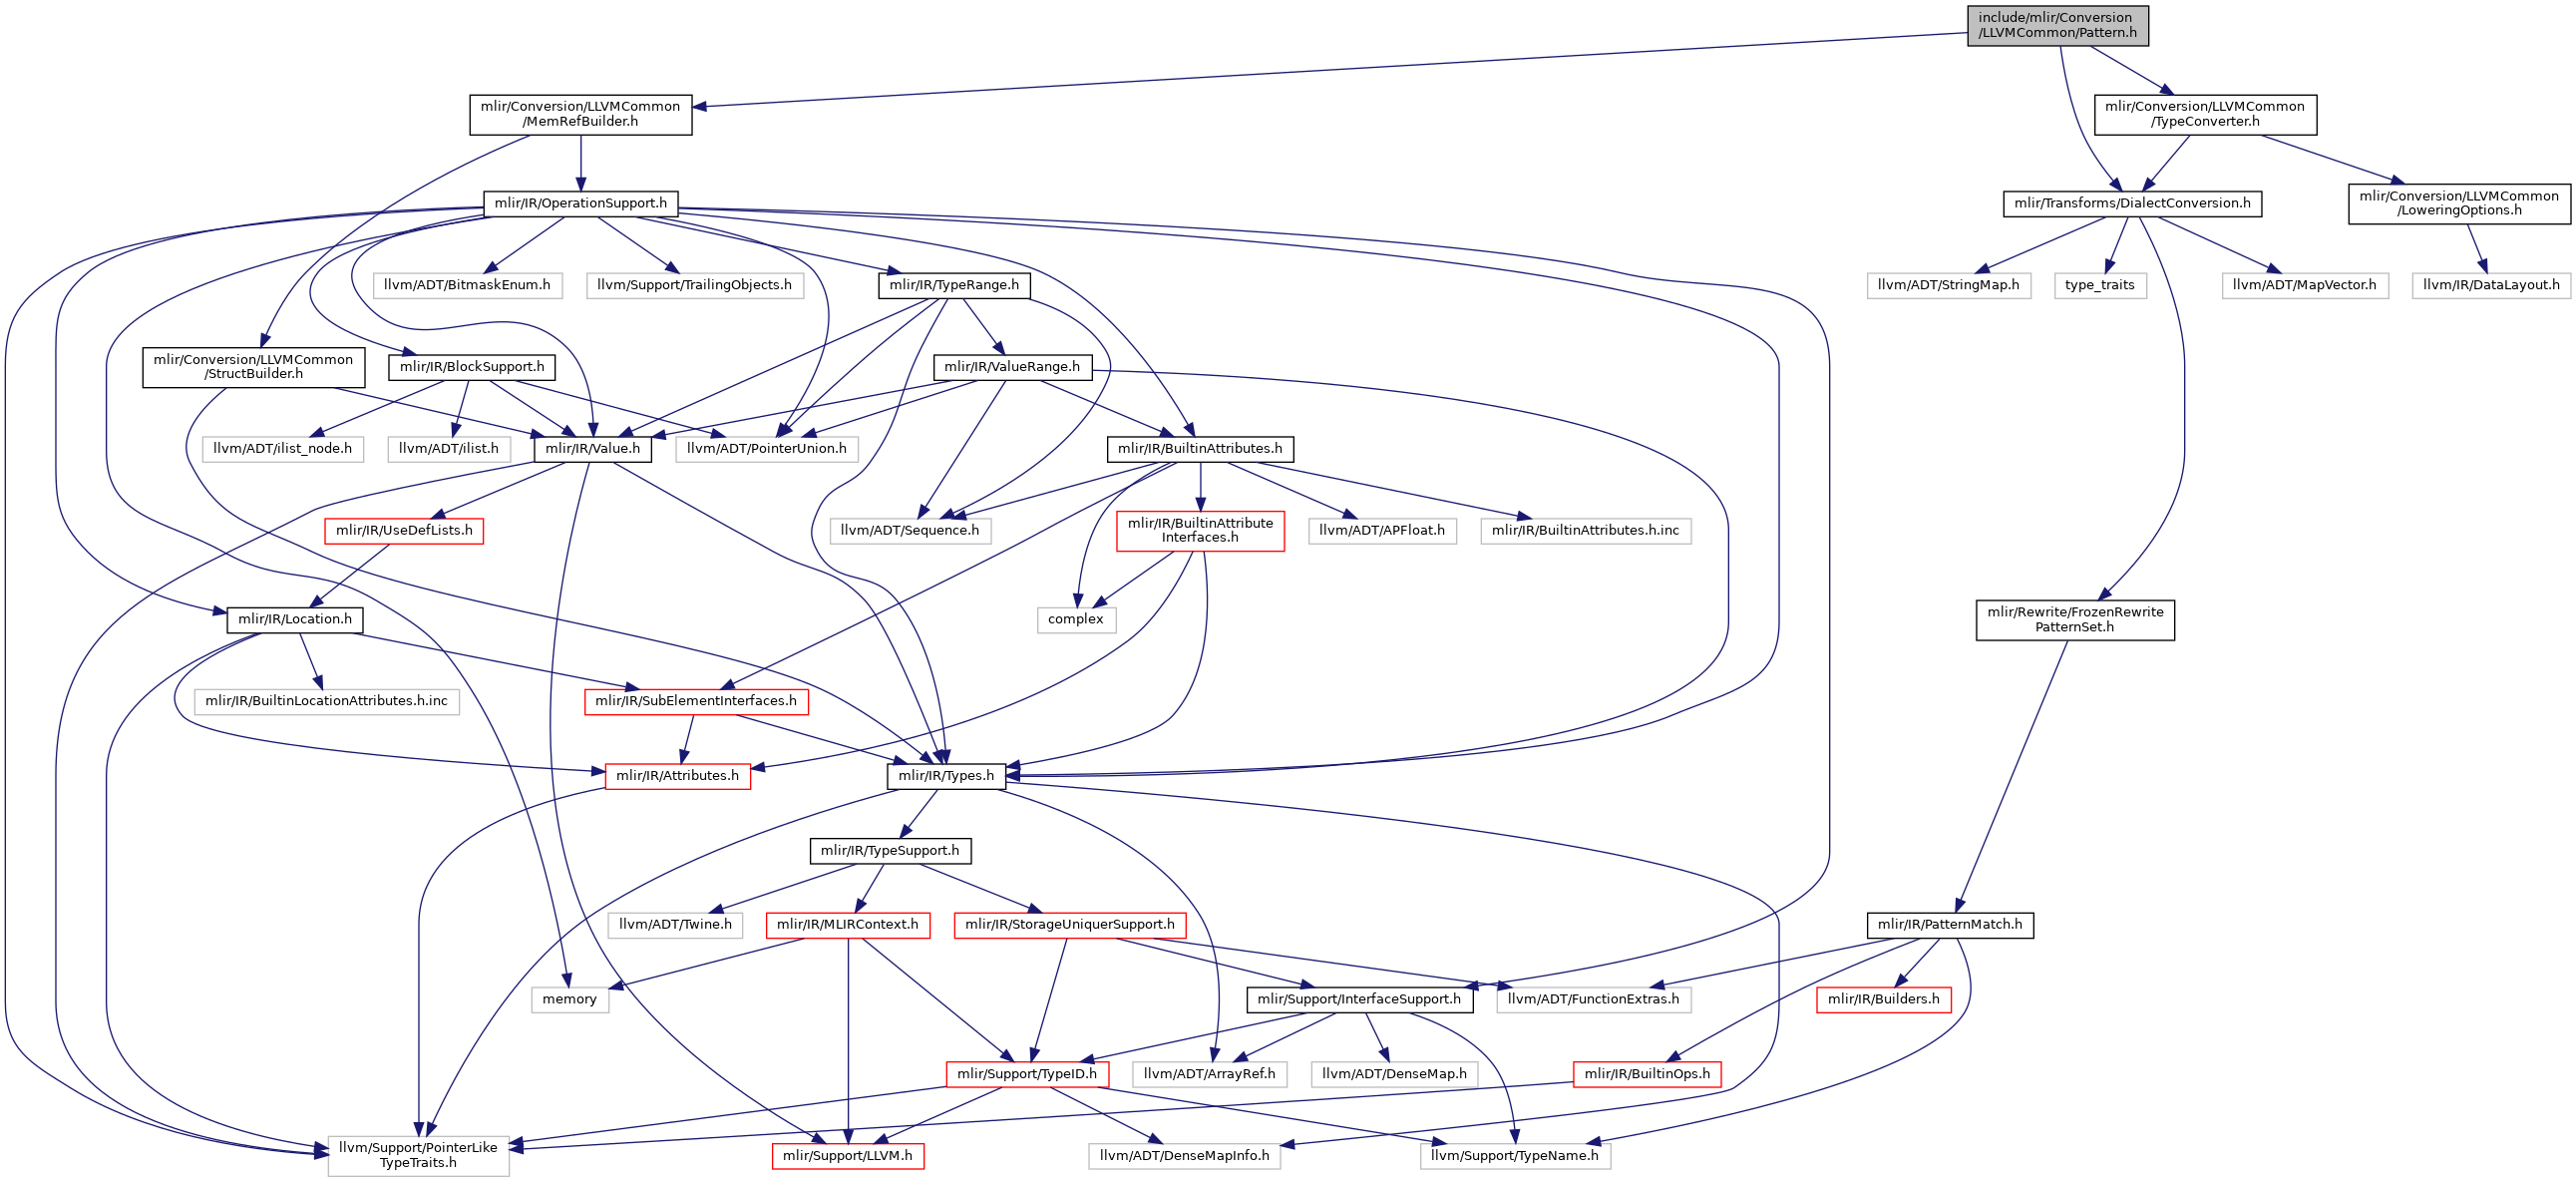 include/mlir/Conversion
/LLVMCommon/Pattern.h
mlir/Conversion/LLVMCommon
/MemRefBuilder.h
mlir/Conversion/LLVMCommon
/TypeConverter.h
mlir/IR/OperationSupport.h
mlir/Transforms/DialectConversion.h
mlir/Conversion/LLVMCommon
/LoweringOptions.h
llvm/ADT/BitmaskEnum.h
llvm/Support/TrailingObjects.h
mlir/IR/TypeRange.h
llvm/ADT/StringMap.h
type_traits
llvm/ADT/MapVector.h
llvm/IR/DataLayout.h
mlir/Conversion/LLVMCommon
/StructBuilder.h
mlir/IR/BlockSupport.h
mlir/IR/ValueRange.h
llvm/ADT/ilist_node.h
llvm/ADT/ilist.h
mlir/IR/Value.h
llvm/ADT/PointerUnion.h
mlir/IR/BuiltinAttributes.h
mlir/IR/UseDefLists.h
llvm/ADT/Sequence.h
mlir/IR/BuiltinAttribute
Interfaces.h
llvm/ADT/APFloat.h
mlir/IR/BuiltinAttributes.h.inc
mlir/IR/Location.h
complex
mlir/Rewrite/FrozenRewrite
PatternSet.h
mlir/IR/BuiltinLocationAttributes.h.inc
mlir/IR/SubElementInterfaces.h
mlir/IR/Attributes.h
mlir/IR/Types.h
mlir/IR/TypeSupport.h
llvm/ADT/Twine.h
mlir/IR/MLIRContext.h
mlir/IR/StorageUniquerSupport.h
mlir/IR/PatternMatch.h
memory
mlir/Support/InterfaceSupport.h
llvm/ADT/FunctionExtras.h
mlir/IR/Builders.h
mlir/Support/TypeID.h
llvm/ADT/ArrayRef.h
llvm/ADT/DenseMap.h
mlir/IR/BuiltinOps.h
llvm/Support/PointerLike
TypeTraits.h
mlir/Support/LLVM.h
llvm/ADT/DenseMapInfo.h
llvm/Support/TypeName.h